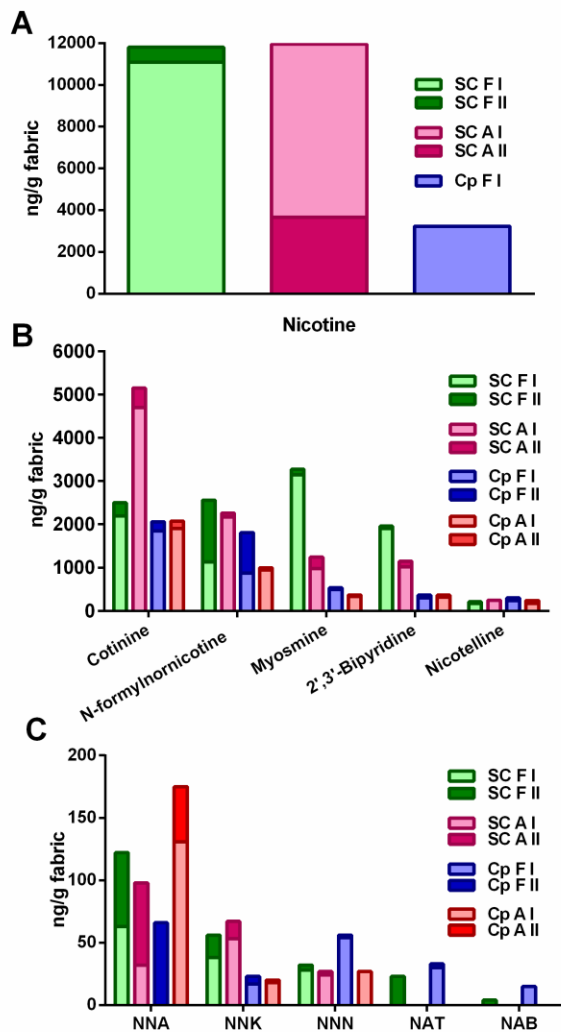 A
12000
10000
8000
6000
4000
2000
0
ng/g fabric
SC F I
SC F II
SC A I
SC A II
Cp F I
Nicotine
B
6000
5000
4000
3000
2000
1000
0
ng/g fabric
SC F I
SC F II
SC A I
SC A II
Cp F I
Cp F II
Cp A I
Cp A II
Cotinine
N-formylnornicotine
Myosmine
2',3'-Bipyridine
Nicotelline
C
200
150
100
50
0
ng/g fabric
SC F I
SC F II
SC A I
SC A II
Cp F I
Cp F II
Cp A I
Cp A II
NNA NNK NNN NAT NAB